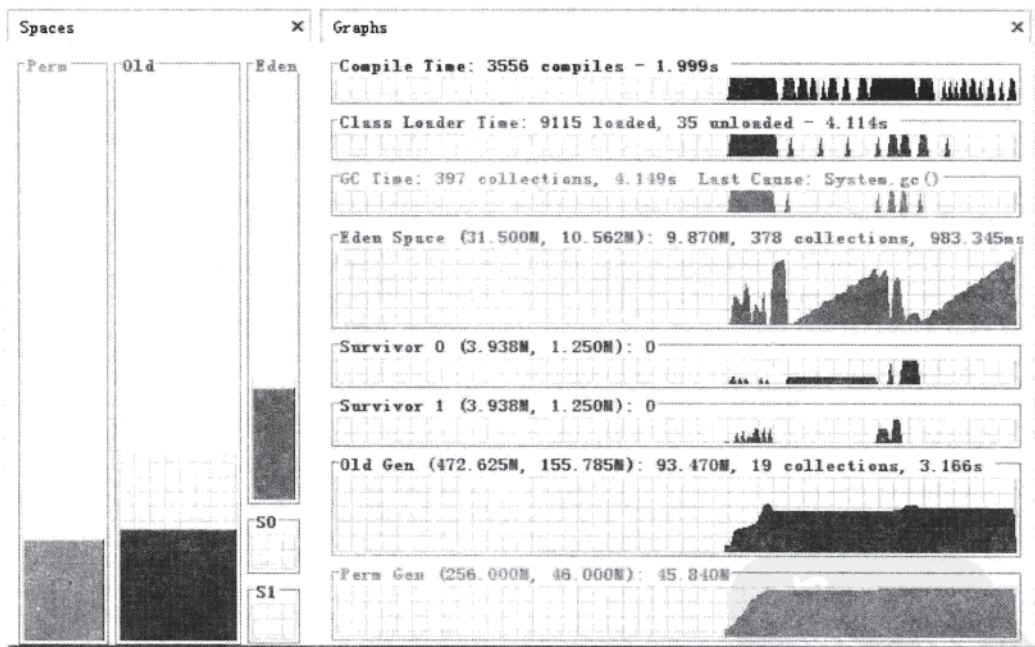 Spaces
Graphs
Perm
Old
Eden
S0
S1
Compile Time: 3556 compiles - 1.999s
Class Loader Time: 9115 loaded, 35 unloaded - 4.114s
GC Time: 397 collections, 4.149s Last Cause: System.gc()
Eden Space (31.500M, 10.562M): 9.870M, 378 collections, 983.345ms
Survivor 0 (3.938M, 1.250M): 0
Survivor 1 (3.938M, 1.250M): 0
Old Gen (472.625M, 155.785M): 93.470M, 19 collections, 3.166s
Perm Gen (256.000M, 46.000M): 45.840M